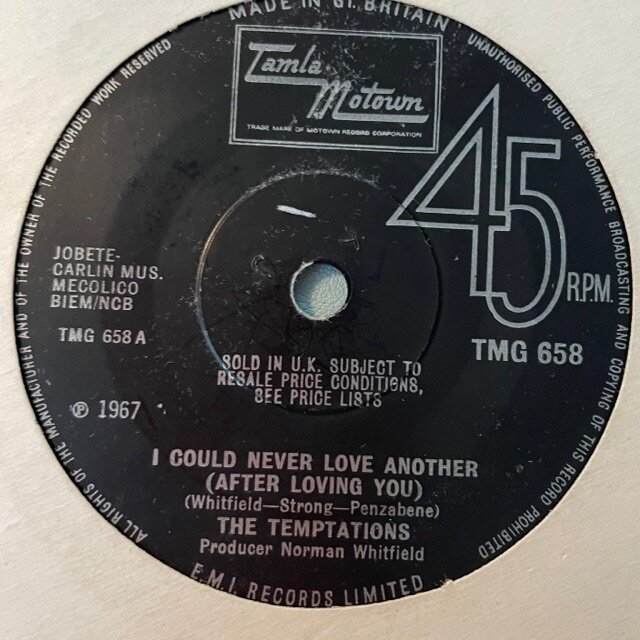 MADE IN GT. BRITAIN
UNAUTHORISED PUBLIC PERFORMANCE BROADCASTING AND COPYING OF THIS RECORD PROHIBITED
ALL RIGHTS OF THE MANUFACTURER AND OF THE OWNER OF THE RECORDED WORK RESERVED
Tamla
Motown
TRADE MARK OF MOTOWN RECORD CORPORATION
45
R.P.M.
JOBETE-
CARLIN MUS.
MECOLICO
BIEM/NCB
TMG 658 A
TMG 658
SOLD IN U.K. SUBJECT TO
RESALE PRICE CONDITIONS,
SEE PRICE LISTS
℗ 1967
I COULD NEVER LOVE ANOTHER
(AFTER LOVING YOU)
(Whitfield—Strong—Penzabene)
THE TEMPTATIONS
Producer Norman Whitfield
E.M.I. RECORDS LIMITED